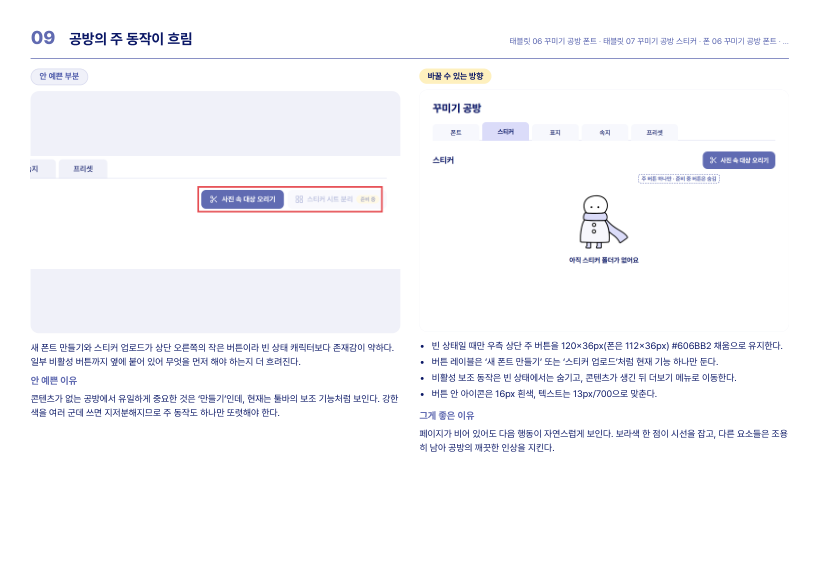 09 공방의 주 동작이 흐림
태블릿 06 꾸미기 공방 폰트 · 태블릿 07 꾸미기 공방 스티커 · 폰 06 꾸미기 공방 폰트 · ...
안 예쁜 부분
지
프리셋
사진 속 대상 오리기
스티커 시트 분리
준비 중
새 폰트 만들기와 스티커 업로드가 상단 오른쪽의 작은 버튼이라 빈 상태 캐릭터보다 존재감이 약하다.
일부 비활성 버튼까지 옆에 붙어 있어 무엇을 먼저 해야 하는지 더 흐려진다.
안 예쁜 이유
콘텐츠가 없는 공방에서 유일하게 중요한 것은 ‘만들기’인데, 현재는 툴바의 보조 기능처럼 보인다. 강한
색을 여러 군데 쓰면 지저분해지므로 주 동작도 하나만 또렷해야 한다.
바꿀 수 있는 방향
꾸미기 공방
폰트
스티커
표지
속지
프리셋
스티커
사진 속 대상 오리기
주 버튼 하나만 · 준비 중 버튼은 숨김
아직 스티커 폴더가 없어요
• 빈 상태일 때만 우측 상단 주 버튼을 120×36px(폰은 112×36px) #606BB2 채움으로 유지한다.
• 버튼 레이블은 ‘새 폰트 만들기’ 또는 ‘스티커 업로드’처럼 현재 기능 하나만 둔다.
• 비활성 보조 동작은 빈 상태에서는 숨기고, 콘텐츠가 생긴 뒤 더보기 메뉴로 이동한다.
• 버튼 안 아이콘은 16px 흰색, 텍스트는 13px/700으로 맞춘다.
그게 좋은 이유
페이지가 비어 있어도 다음 행동이 자연스럽게 보인다. 보라색 한 점이 시선을 잡고, 다른 요소들은 조용
히 남아 공방의 깨끗한 인상을 지킨다.